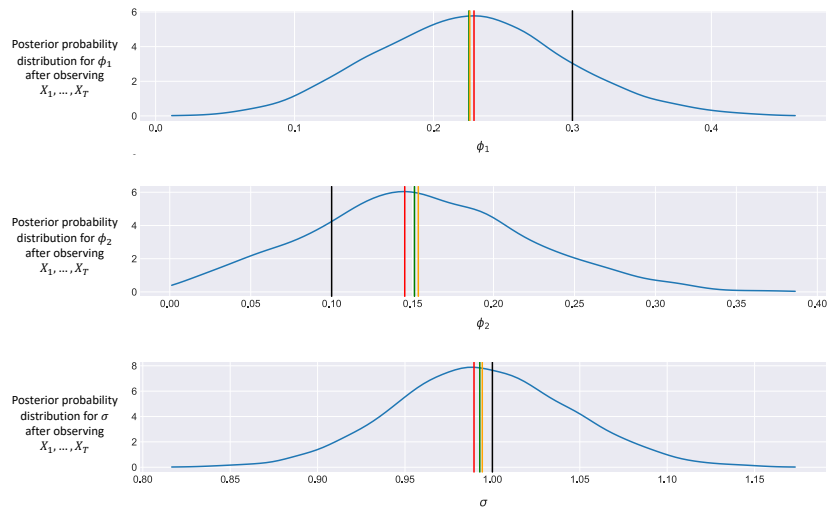 6
Posterior probability
distribution for ϕ₁
after observing
X₁, …, X_T
4
2
0
0.0 0.1 0.2 0.3 0.4
ϕ₁
6
Posterior probability
distribution for ϕ₂
after observing
X₁, …, X_T
4
2
0
0.00 0.05 0.10 0.15 0.20 0.25 0.30 0.35 0.40
ϕ₂
8
Posterior probability
distribution for σ
after observing
X₁, …, X_T
6
4
2
0
0.80 0.85 0.90 0.95 1.00 1.05 1.10 1.15
σ